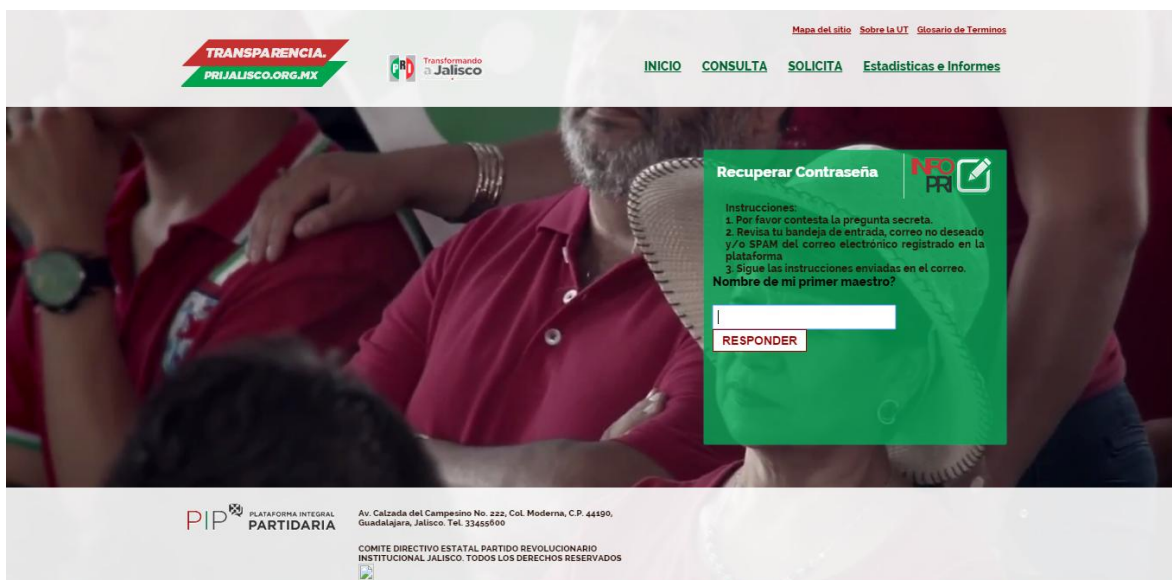 Mapa del sitio Sobre la UT Glosario de Terminos
TRANSPARENCIA.
PRIJALISCO.ORG.MX
PRI
Transformando
a Jalisco
INICIO CONSULTA SOLICITA Estadisticas e Informes
Recuperar Contraseña
INFO
PRI
Instrucciones:
1. Por favor contesta la pregunta secreta.
2. Revisa tu bandeja de entrada, correo no deseado
y/o SPAM del correo electrónico registrado en la
plataforma
3. Sigue las instrucciones enviadas en el correo.
Nombre de mi primer maestro?
RESPONDER
PIP PLATAFORMA INTEGRAL
PARTIDARIA
Av. Calzada del Campesino No. 222, Col. Moderna, C.P. 44190,
Guadalajara, Jalisco. Tel. 33455600
COMITE DIRECTIVO ESTATAL PARTIDO REVOLUCIONARIO
INSTITUCIONAL JALISCO. TODOS LOS DERECHOS RESERVADOS